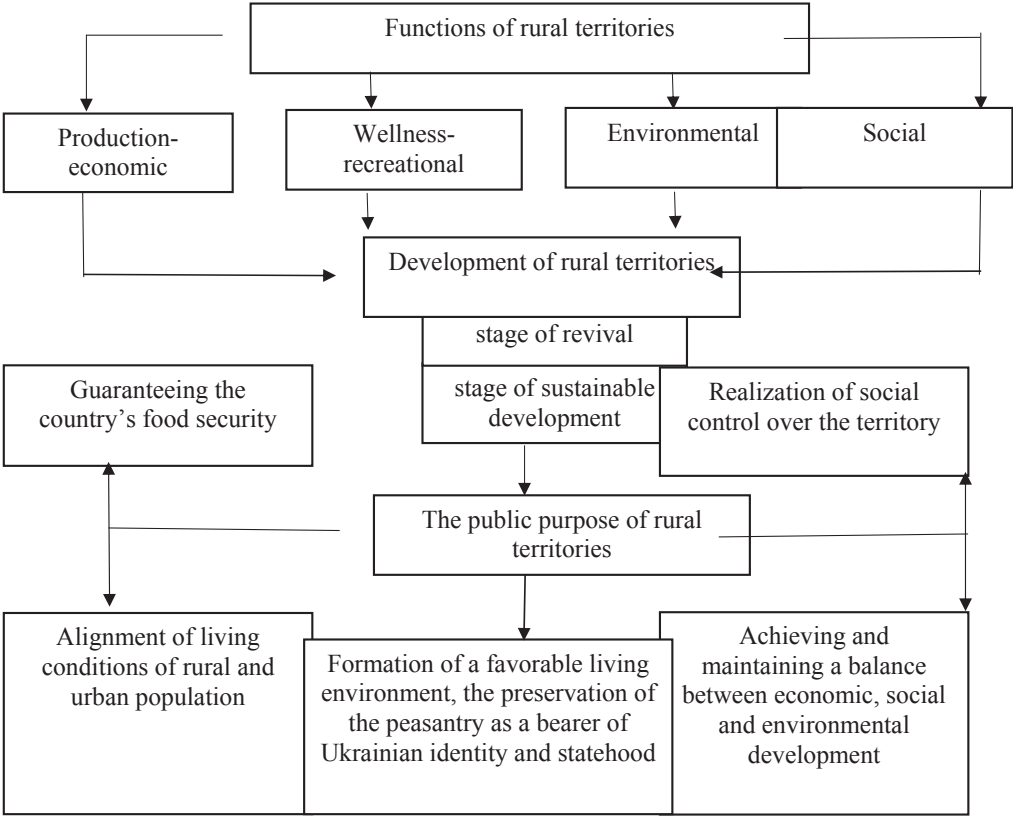 Functions of rural territories
Production-
economic
Wellness-
recreational
Environmental
Social
Development of rural territories
stage of revival
stage of sustainable
development
Guaranteeing the
country’s food security
Realization of social
control over the territory
The public purpose of rural
territories
Alignment of living
conditions of rural and
urban population
Formation of a favorable living
environment, the preservation of
the peasantry as a bearer of
Ukrainian identity and statehood
Achieving and
maintaining a balance
between economic, social
and environmental
development